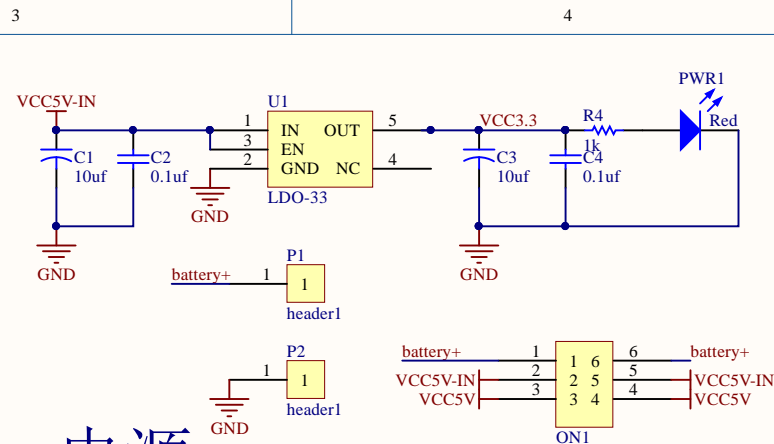 3 4
PWR1
VCC5V-IN
U1
1 IN OUT 5
3 EN
2 GND NC 4
LDO-33
VCC3.3
R4
1k
Red
C1
10uf
C2
0.1uf
C3
10uf
C4
0.1uf
GND
GND
GND
P1
battery+ 1 1
header1
P2
1 1
header1
GND
battery+ 1 1 6 6 battery+
VCC5V-IN 2 2 5 5 VCC5V-IN
VCC5V 3 3 4 4 VCC5V
ON1